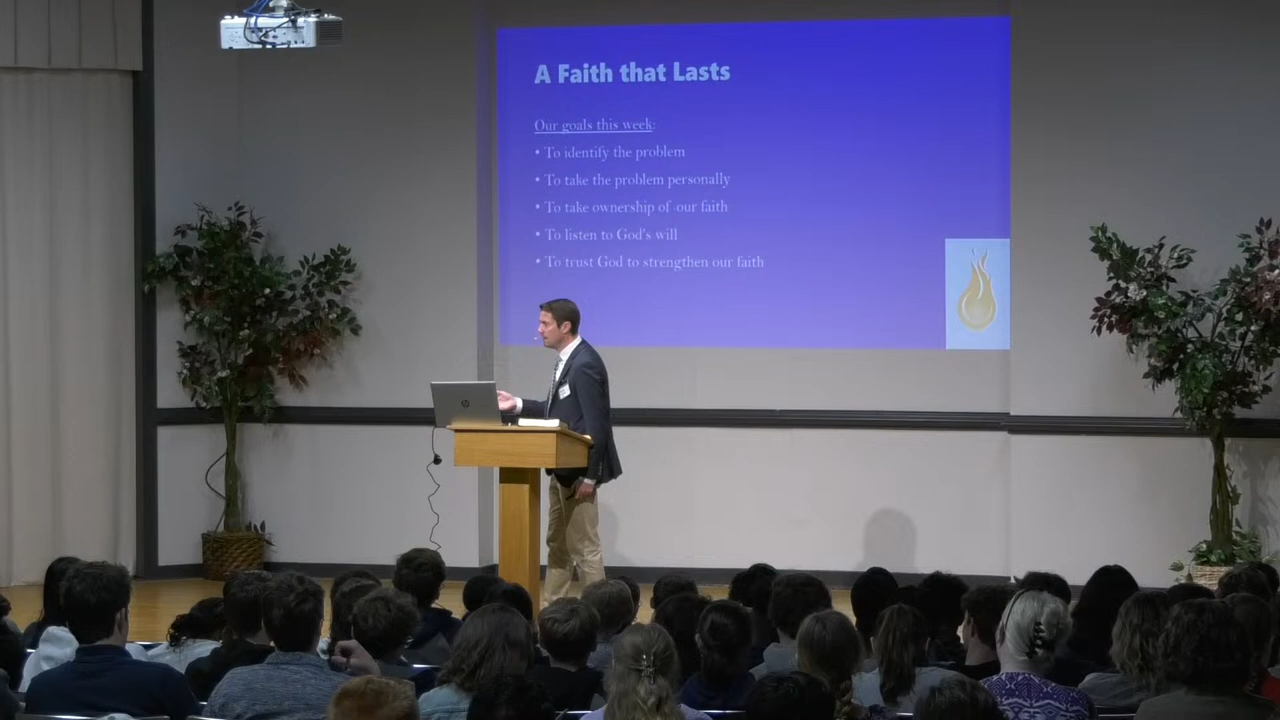 A Faith that Lasts
Our goals this week:
• To identify the problem
• To take the problem personally
• To take ownership of our faith
• To listen to God's will
• To trust God to strengthen our faith
hp